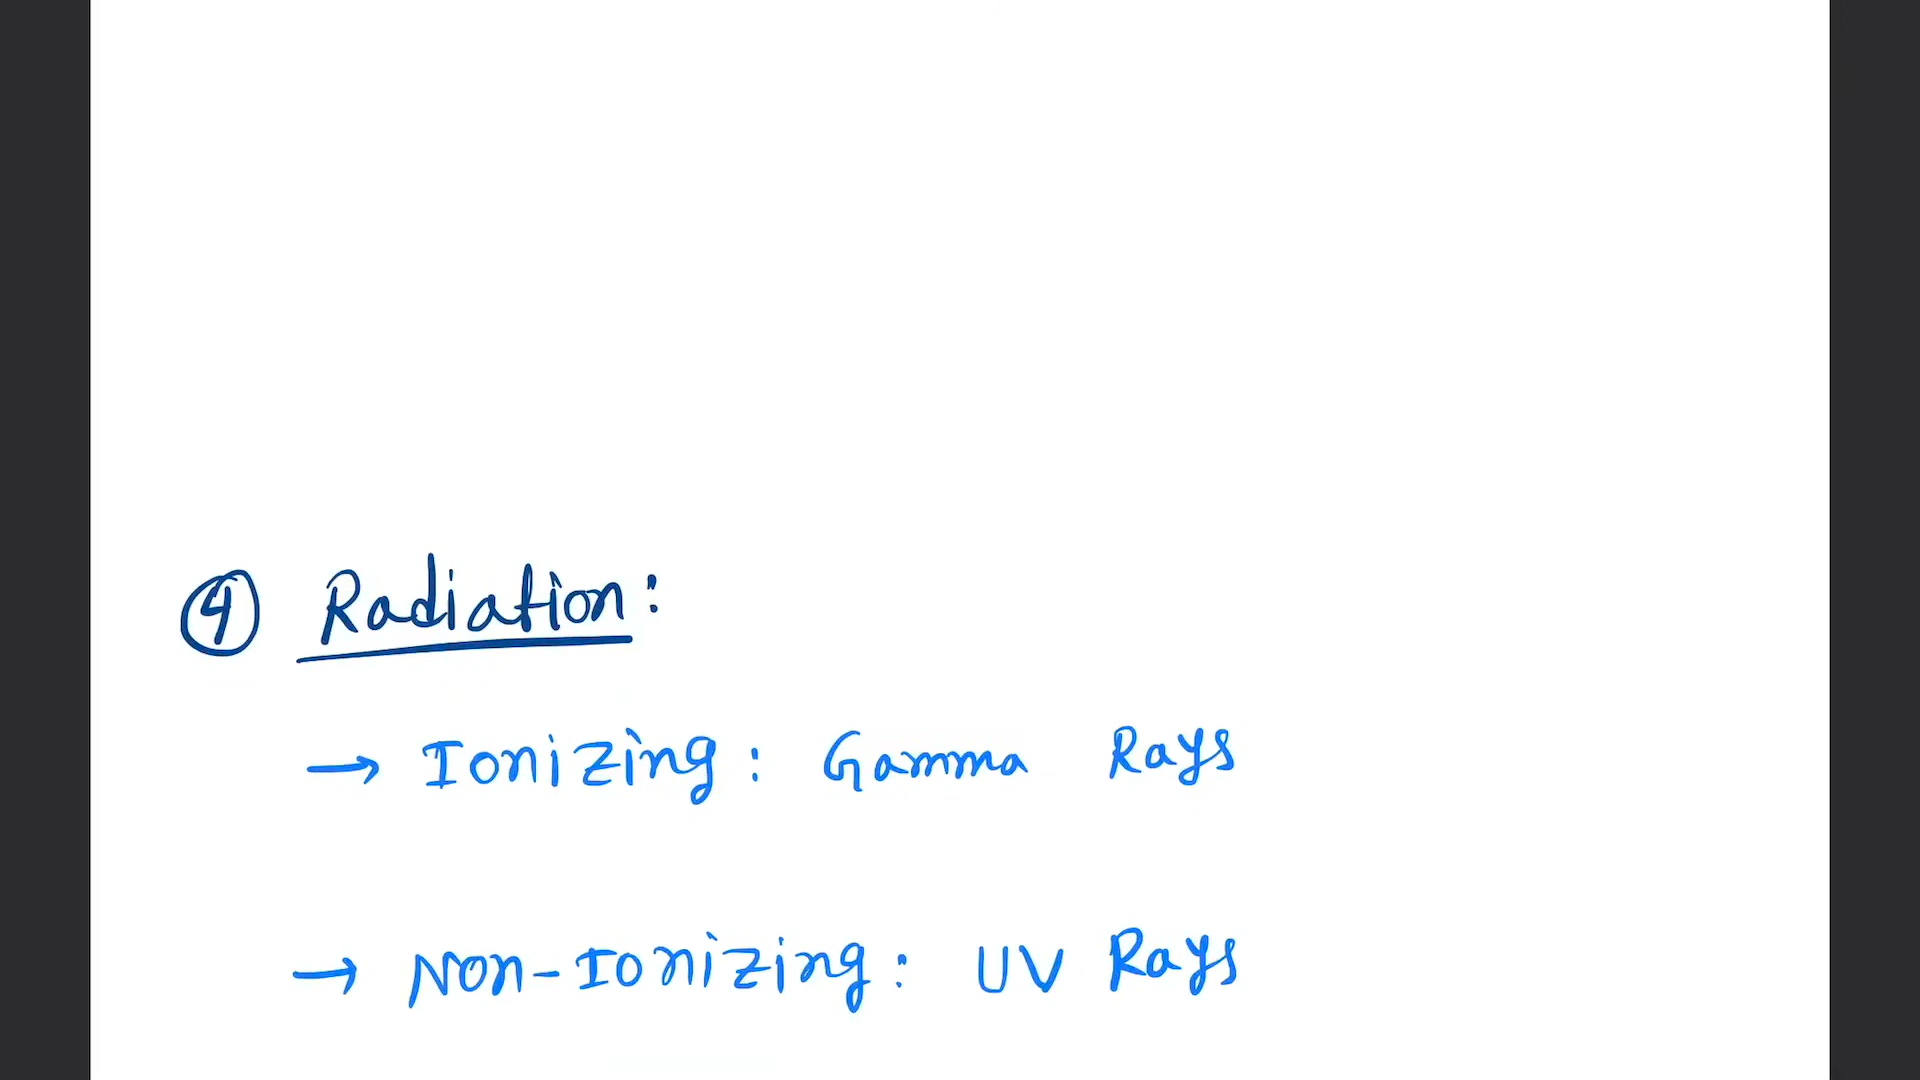 ④ Radiation:
→ Ionizing: Gamma Rays
→ Non-Ionizing: UV Rays